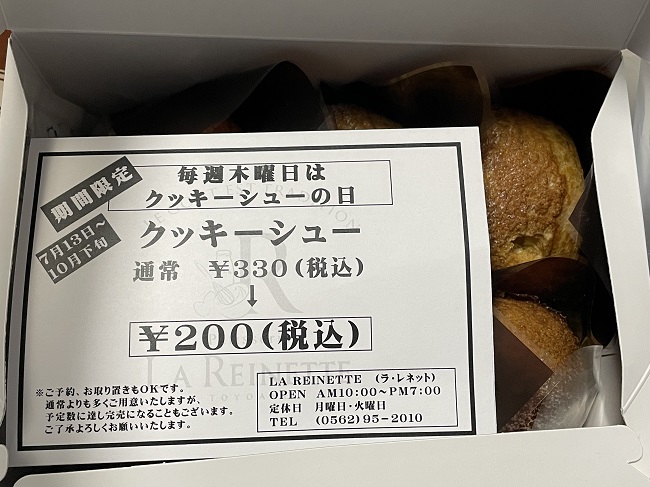 期間限定
7月13日～
10月下旬
毎週木曜日は
クッキーシューの日
クッキーシュー
通常 ¥330(税込)
↓
¥200(税込)
LA REINETTE
※ご予約、お取り置きもOKです。
通常よりも多くご用意いたしますが、
予定数に達し完売になることもございます。
ご了承よろしくお願いいたします。
LA REINETTE (ラ・レネット)
OPEN AM10:00～PM7:00
定休日 月曜日・火曜日
TEL (0562)95-2010